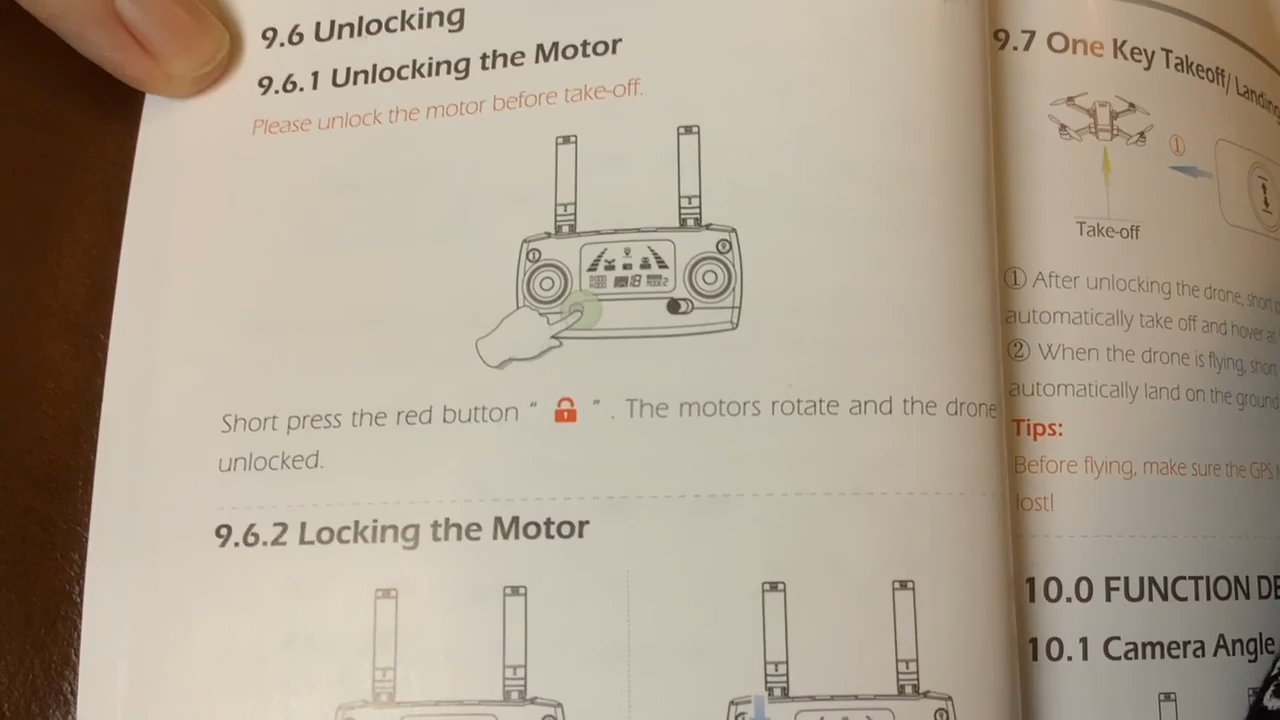 9.6 Unlocking
9.6.1 Unlocking the Motor
Please unlock the motor before take-off.
Short press the red button “ ” . The motors rotate and the drone
unlocked.
9.6.2 Locking the Motor
9.7 One Key Takeoff/ Landing
①
Take-off
① After unlocking the drone, short
automatically take off and hover
② When the drone is flying, short
automatically land on the ground
Tips:
Before flying, make sure the GPS
lost!
10.0 FUNCTION
10.1 Camera Angle